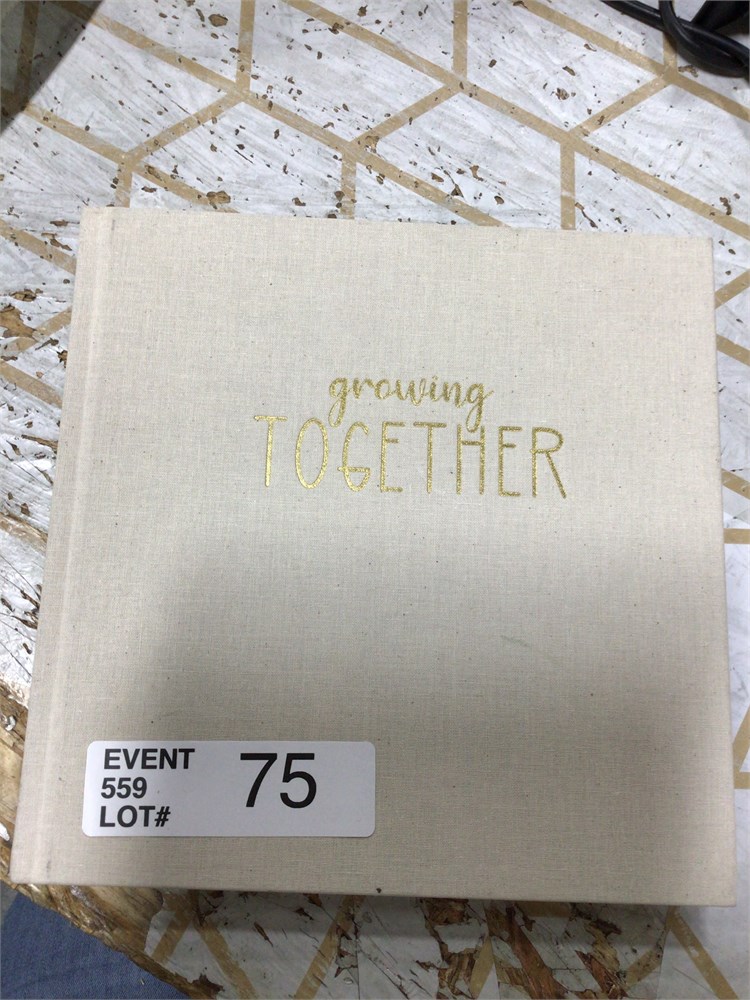 growing
TOGETHER
EVENT
559
LOT#
75